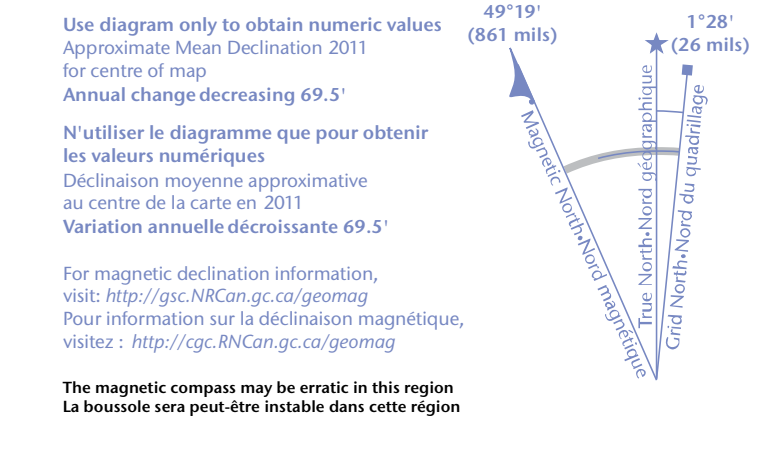 Use diagram only to obtain numeric values
Approximate Mean Declination 2011
for centre of map
Annual change decreasing 69.5'
N'utiliser le diagramme que pour obtenir
les valeurs numériques
Déclinaison moyenne approximative
au centre de la carte en 2011
Variation annuelle décroissante 69.5'
For magnetic declination information,
visit: http://gsc.NRCan.gc.ca/geomag
Pour information sur la déclinaison magnétique,
visitez : http://cgc.RNCan.gc.ca/geomag
The magnetic compass may be erratic in this region
La boussole sera peut-être instable dans cette région
49°19'
(861 mils)
1°28'
(26 mils)
Magnetic North•Nord magnétique
True North•Nord géographique
Grid North•Nord du quadrillage